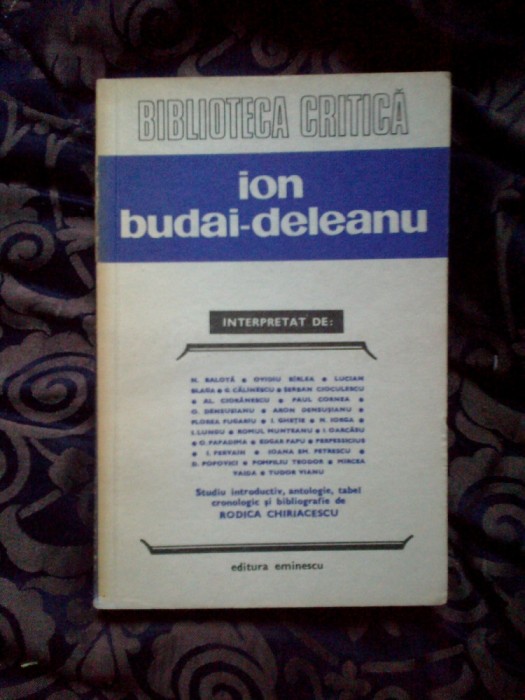 BIBLIOTECA CRITICĂ
ion
budai-deleanu
INTERPRETAT DE:
N. BALOTĂ • OVIDIU BÎRLEA • LUCIAN
BLAGA • G. CĂLINESCU • ȘERBAN CIOCULESCU
• AL. CIORĂNESCU • PAUL CORNEA •
O. DENSUSIANU • ARON DENSUȘIANU •
FLOREA FUGARIU • I. GHEȚIE • N. IORGA •
I. LUNGU • ROMUL MUNTEANU • I. OARCĂSU
• O. PAPADIMA • EDGAR PAPU • PERPESSICIUS
• I. PERVAIN • IOANA EM. PETRESCU •
D. POPOVICI • POMPILIU TEODOR • MIRCEA
VAIDA • TUDOR VIANU
Studiu introductiv, antologie, tabel
cronologic și bibliografie de
RODICA CHIRIACESCU
editura eminescu